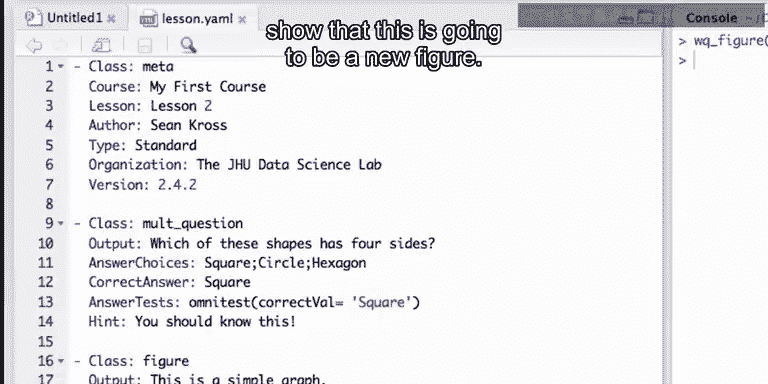 Untitled1
lesson.yaml
Console
show that this is going
to be a new figure.
> wq_figure(
>
1 - Class: meta
2 Course: My First Course
3 Lesson: Lesson 2
4 Author: Sean Kross
5 Type: Standard
6 Organization: The JHU Data Science Lab
7 Version: 2.4.2
8
9 - Class: mult_question
10 Output: Which of these shapes has four sides?
11 AnswerChoices: Square;Circle;Hexagon
12 CorrectAnswer: Square
13 AnswerTests: omnitest(correctVal= 'Square')
14 Hint: You should know this!
15
16 - Class: figure
17 Output: This is a simple graph.